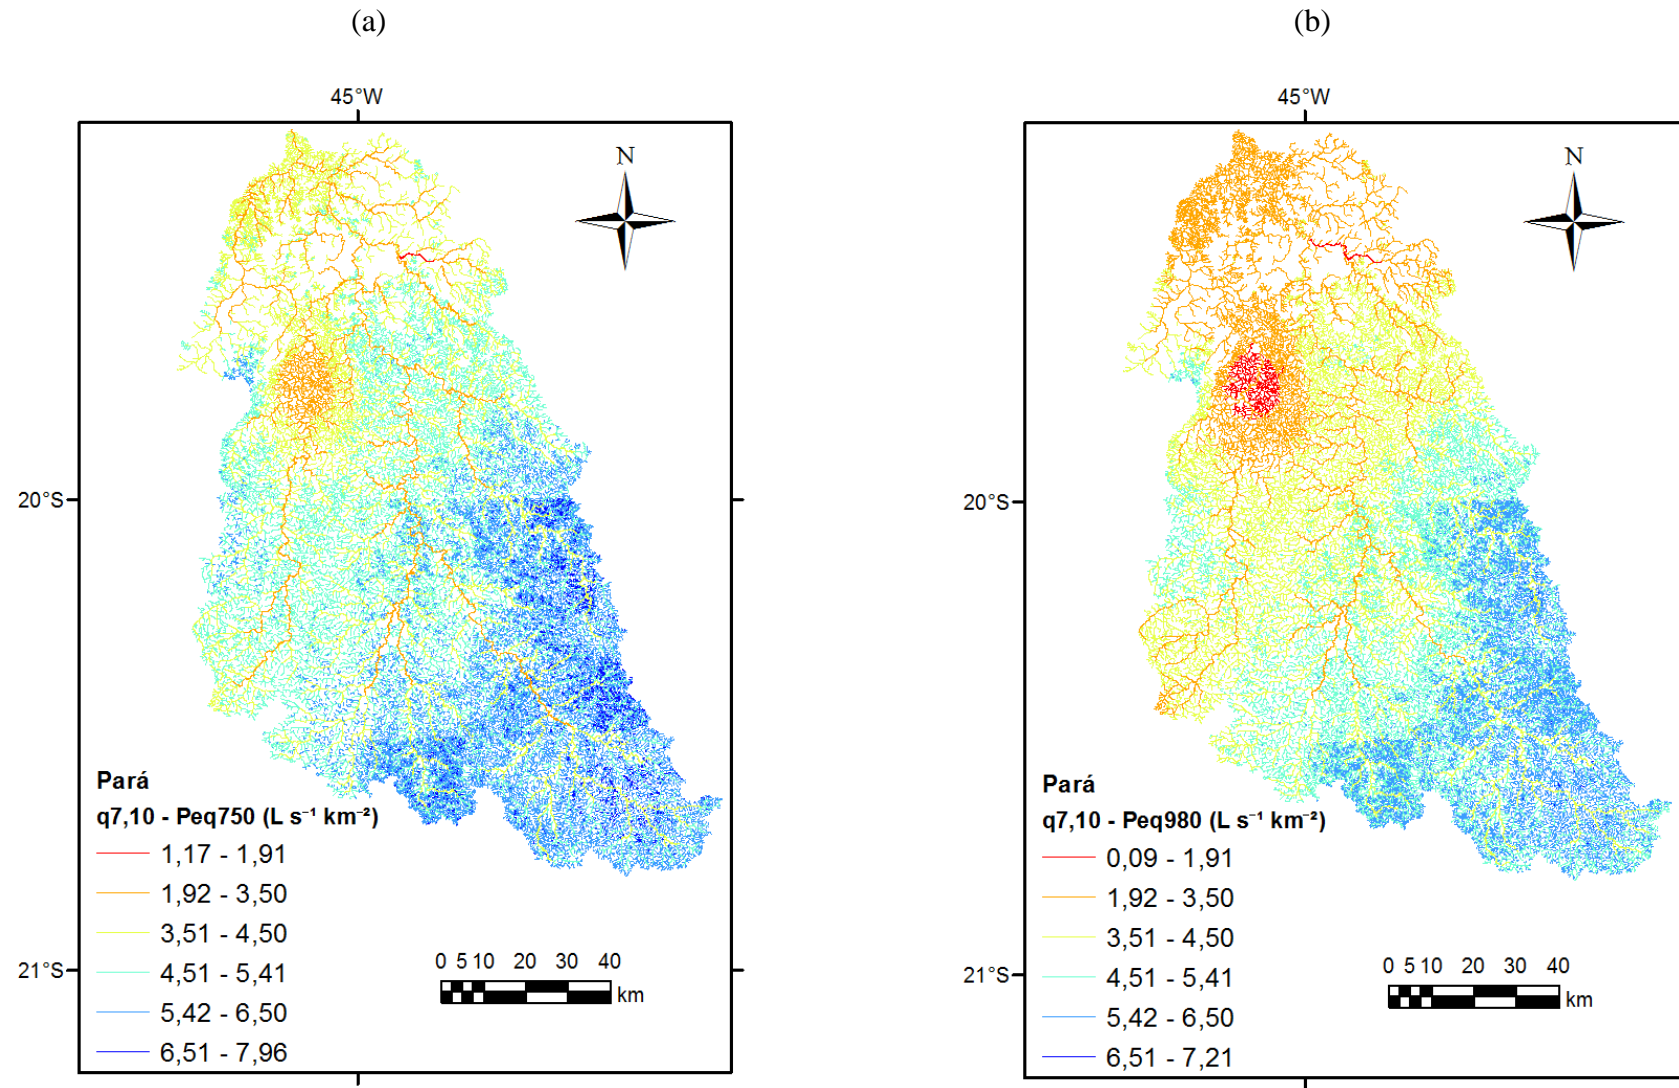 (a)
(b)
45°W
45°W
N
N
20°S
20°S
Pará
q7,10 - Peq750 (L s⁻¹ km⁻²)
1,17 - 1,91
1,92 - 3,50
3,51 - 4,50
4,51 - 5,41
5,42 - 6,50
6,51 - 7,96
21°S
0 5 10 20 30 40
km
Pará
q7,10 - Peq980 (L s⁻¹ km⁻²)
0,09 - 1,91
1,92 - 3,50
3,51 - 4,50
4,51 - 5,41
5,42 - 6,50
6,51 - 7,21
21°S
0 5 10 20 30 40
km